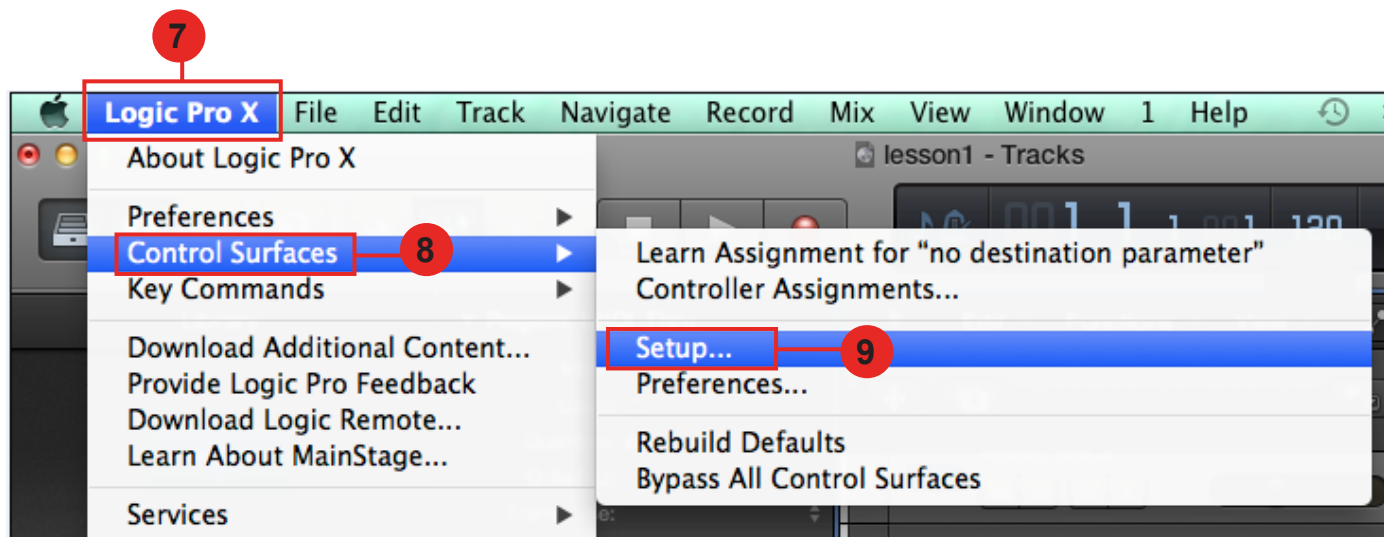 7
Logic Pro X File Edit Track Navigate Record Mix View Window 1 Help
About Logic Pro X
lesson1 - Tracks
Preferences
Control Surfaces
8
Key Commands
Download Additional Content...
Provide Logic Pro Feedback
Download Logic Remote...
Learn About MainStage...
Services
Learn Assignment for “no destination parameter”
Controller Assignments...
Setup...
9
Preferences...
Rebuild Defaults
Bypass All Control Surfaces